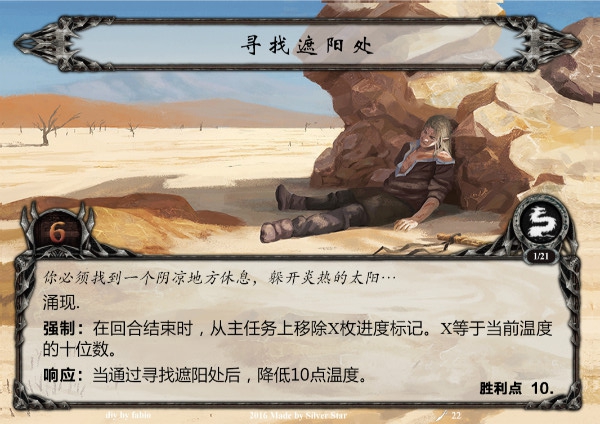 寻找遮阳处
6
1/21
你必须找到一个阴凉地方休息，躲开炎热的太阳…
涌现.
强制：在回合结束时，从主任务上移除X枚进度标记。X等于当前温度
的十位数。
响应：当通过寻找遮阳处后，降低10点温度。
胜利点 10.
diy by fabio
2016 Made by Silver Star
22